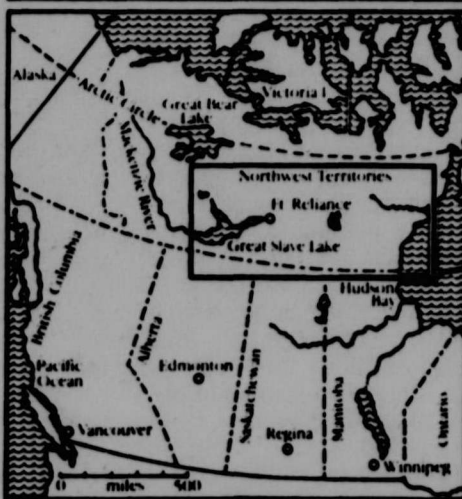 Alaska
Arctic Circle
Victoria I
Great Bear
Lake
Mackenzie River
Northwest Territories
Ft. Reliance
Great Slave Lake
Hudson
Bay
British Columbia
Alberta
Saskatchewan
Manitoba
Ontario
Pacific
Ocean
Edmonton
Vancouver
Regina
Winnipeg
0 miles 500